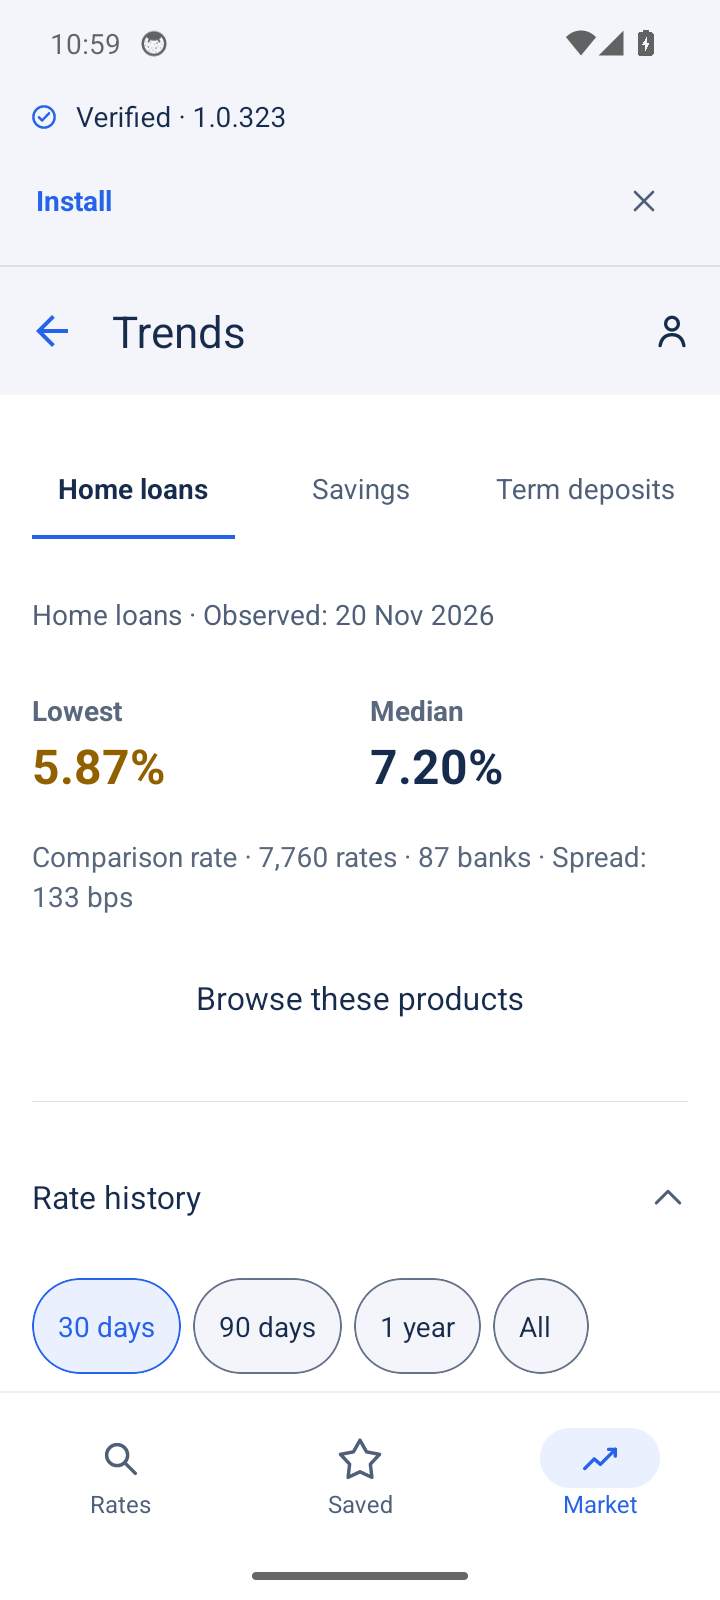 10:59
Verified · 1.0.323
Install
Trends
Home loans
Savings
Term deposits
Home loans · Observed: 20 Nov 2026
Lowest
Median
5.87%
7.20%
Comparison rate · 7,760 rates · 87 banks · Spread:
133 bps
Browse these products
Rate history
30 days
90 days
1 year
All
Rates
Saved
Market